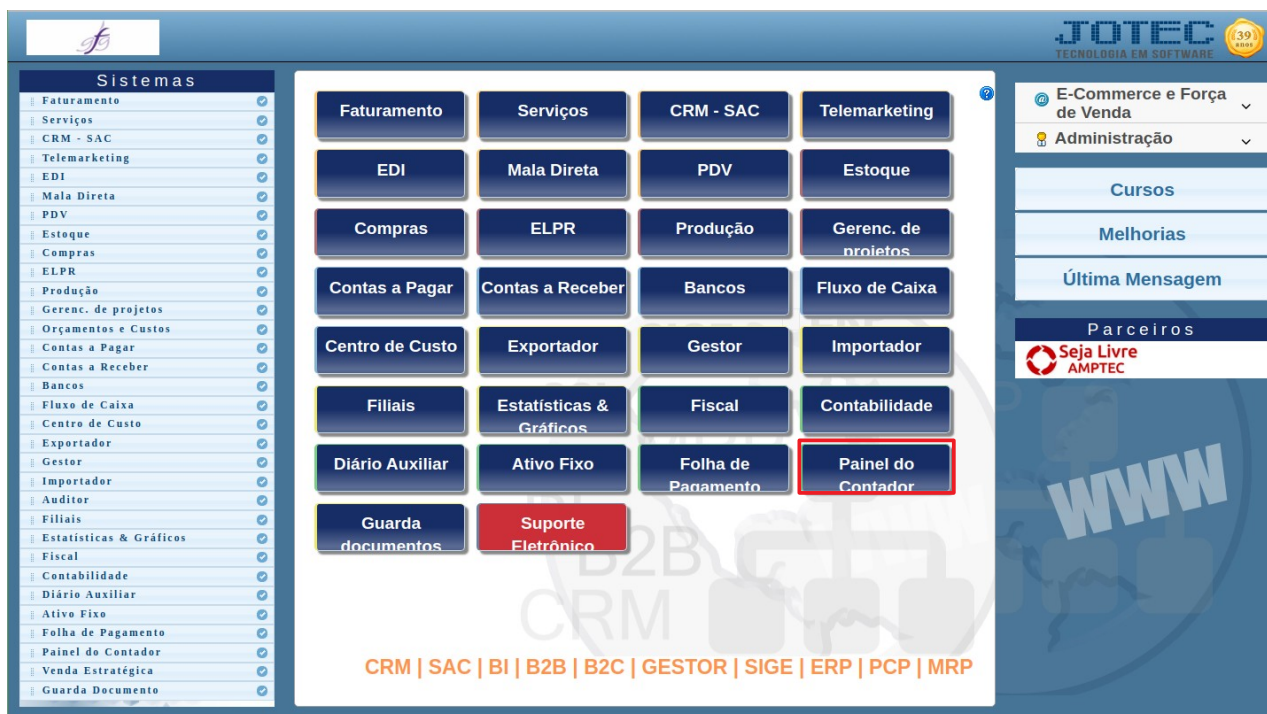 gfg
JOTEC
TECNOLOGIA EM SOFTWARE
39
anos
Sistemas
Faturamento
Serviços
CRM - SAC
Telemarketing
EDI
Mala Direta
PDV
Estoque
Compras
ELPR
Produção
Gerenc. de projetos
Orçamentos e Custos
Contas a Pagar
Contas a Receber
Bancos
Fluxo de Caixa
Centro de Custo
Exportador
Gestor
Importador
Auditor
Filiais
Estatísticas & Gráficos
Fiscal
Contabilidade
Diário Auxiliar
Ativo Fixo
Folha de Pagamento
Painel do Contador
Venda Estratégica
Guarda Documento
Faturamento
Serviços
CRM - SAC
Telemarketing
EDI
Mala Direta
PDV
Estoque
Compras
ELPR
Produção
Gerenc. de
projetos
Contas a Pagar
Contas a Receber
Bancos
Fluxo de Caixa
Centro de Custo
Exportador
Gestor
Importador
Filiais
Estatísticas &
Gráficos
Fiscal
Contabilidade
Diário Auxiliar
Ativo Fixo
Folha de
Pagamento
Painel do
Contador
Guarda
documentos
Suporte
Eletrônico
B2B
CRM
WWW
CRM | SAC | BI | B2B | B2C | GESTOR | SIGE | ERP | PCP | MRP
E-Commerce e Força
de Venda
Administração
Cursos
Melhorias
Última Mensagem
Parceiros
Seja Livre
AMPTEC